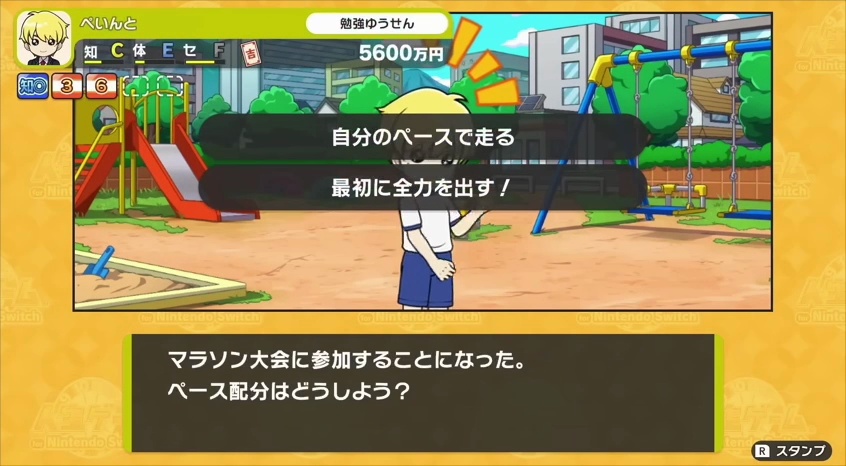 ぺいんと
勉強ゆうせん
知 C 体 E セ F 吉
5600万円
知◎ 3 6
自分のペースで走る
最初に全力を出す！
マラソン大会に参加することになった。
ペース配分はどうしよう？
R スタンプ
for Nintendo Switch